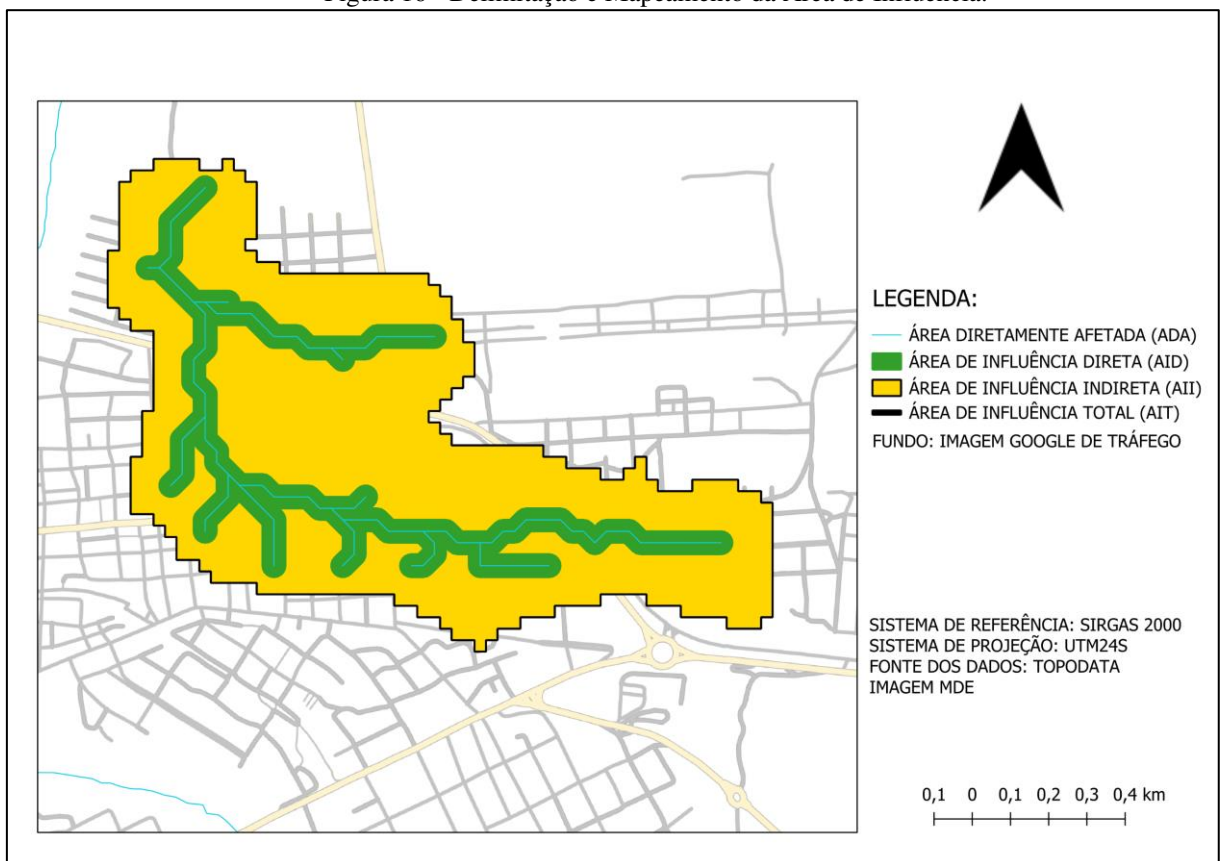 LEGENDA:
ÁREA DIRETAMENTE AFETADA (ADA)
ÁREA DE INFLUÊNCIA DIRETA (AID)
ÁREA DE INFLUÊNCIA INDIRETA (AII)
ÁREA DE INFLUÊNCIA TOTAL (AIT)
FUNDO: IMAGEM GOOGLE DE TRÁFEGO
SISTEMA DE REFERÊNCIA: SIRGAS 2000
SISTEMA DE PROJEÇÃO: UTM24S
FONTE DOS DADOS: TOPODATA
IMAGEM MDE
0,1 0 0,1 0,2 0,3 0,4 km